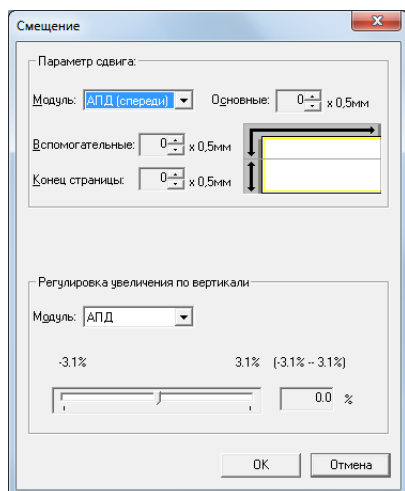 Смещение
Параметр сдвига:
Модуль: АПД (спереди) Основные: 0 x 0,5мм
Вспомогательные: 0 x 0,5мм
Конец страницы: 0 x 0,5мм
Регулировка увеличения по вертикали
Модуль: АПД
-3.1% 3.1% (-3.1% -- 3.1%)
0.0 %
OK Отмена